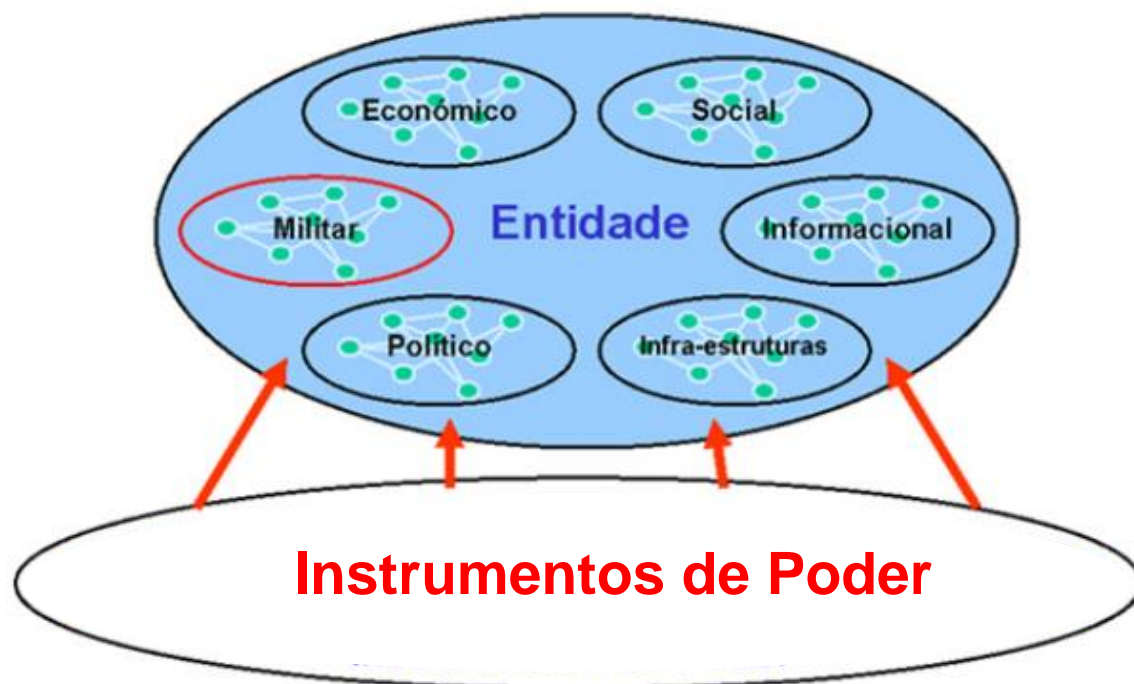 Económico
Social
Militar
Entidade
Informacional
Político
Infra-estruturas
Instrumentos de Poder